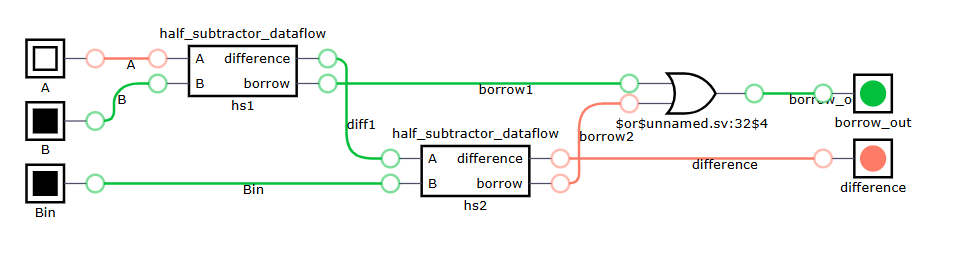 half_subtractor_dataflow
A difference
B borrow
hs1
A
A
B
B
Bin
Bin
diff1
borrow1
half_subtractor_dataflow
A difference
B borrow
hs2
borrow2
$or$unnamed.sv:32$4
difference
borrow_o
borrow_out
difference